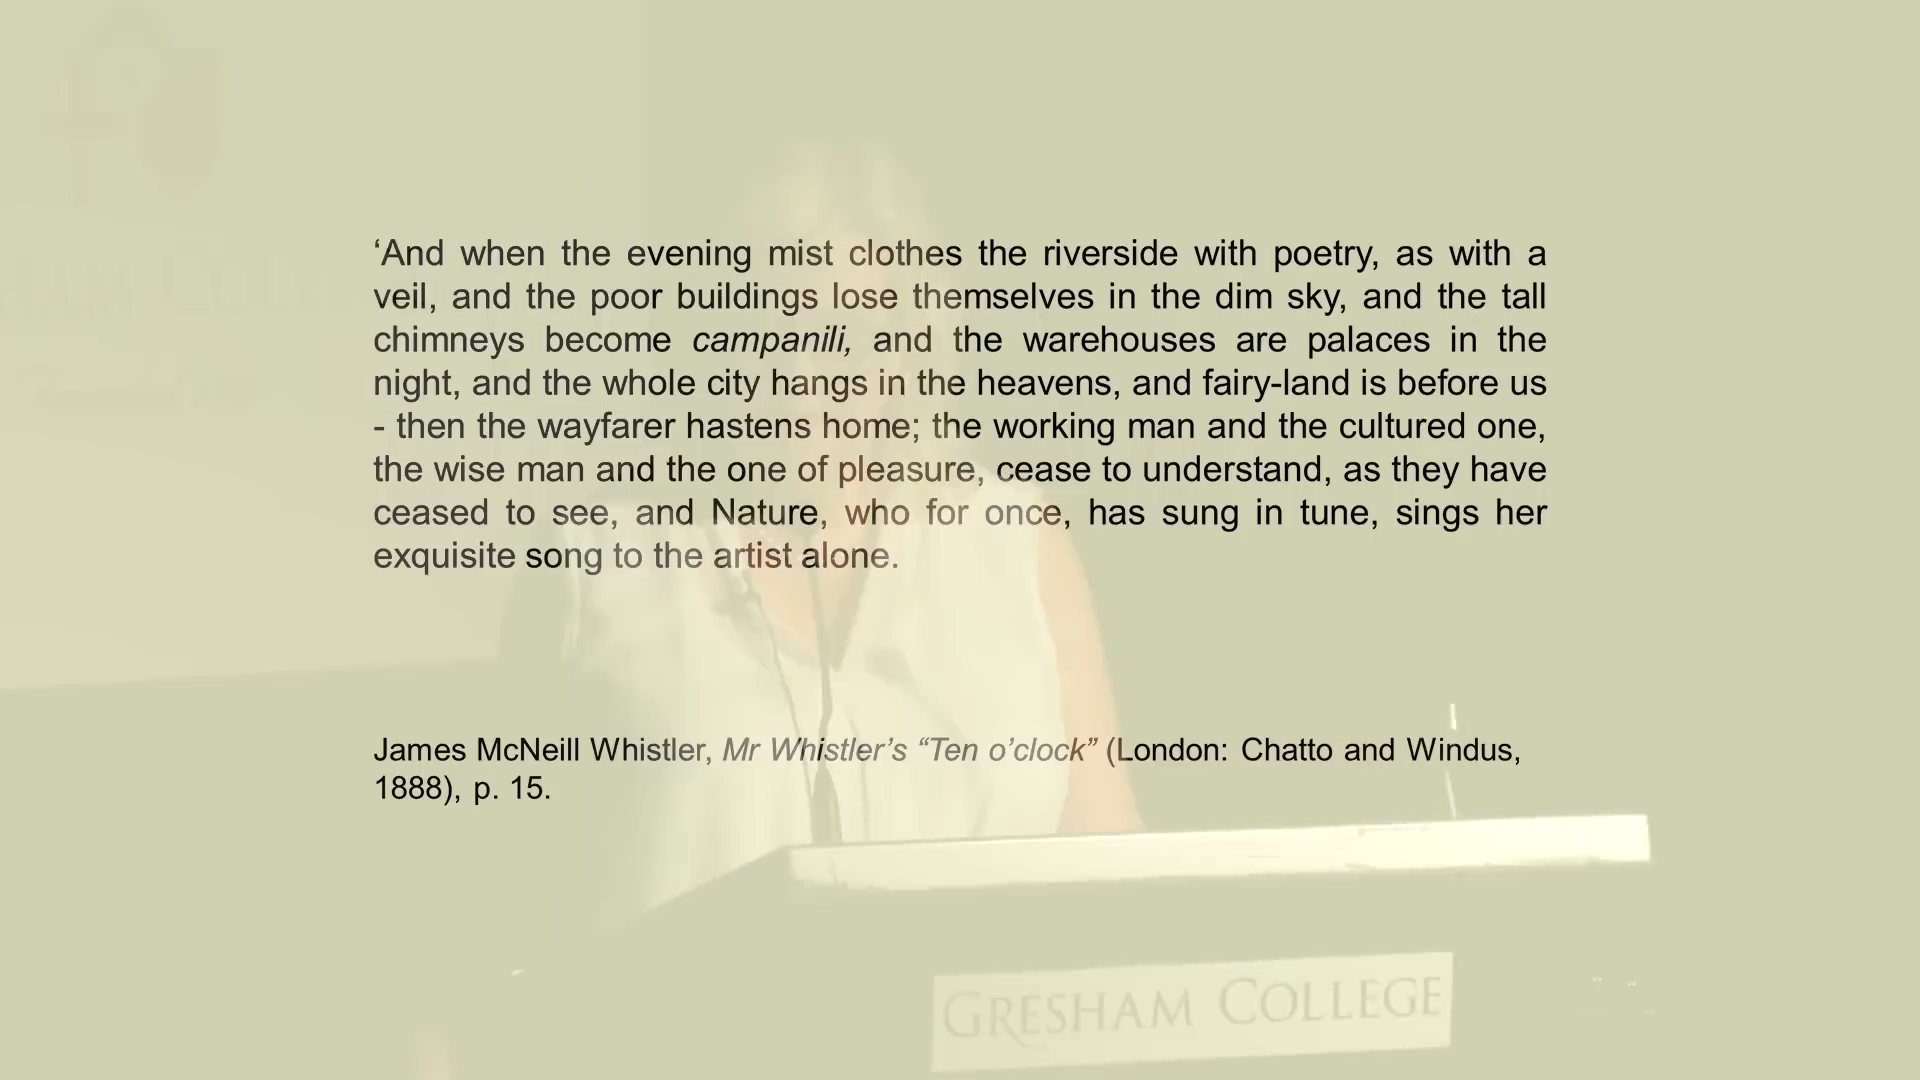 ‘And when the evening mist clothes the riverside with poetry, as with a
veil, and the poor buildings lose themselves in the dim sky, and the tall
chimneys become campanili, and the warehouses are palaces in the
night, and the whole city hangs in the heavens, and fairy-land is before us
- then the wayfarer hastens home; the working man and the cultured one,
the wise man and the one of pleasure, cease to understand, as they have
ceased to see, and Nature, who for once, has sung in tune, sings her
exquisite song to the artist alone.
James McNeill Whistler, Mr Whistler’s “Ten o’clock” (London: Chatto and Windus,
1888), p. 15.
GRESHAM COLLEGE